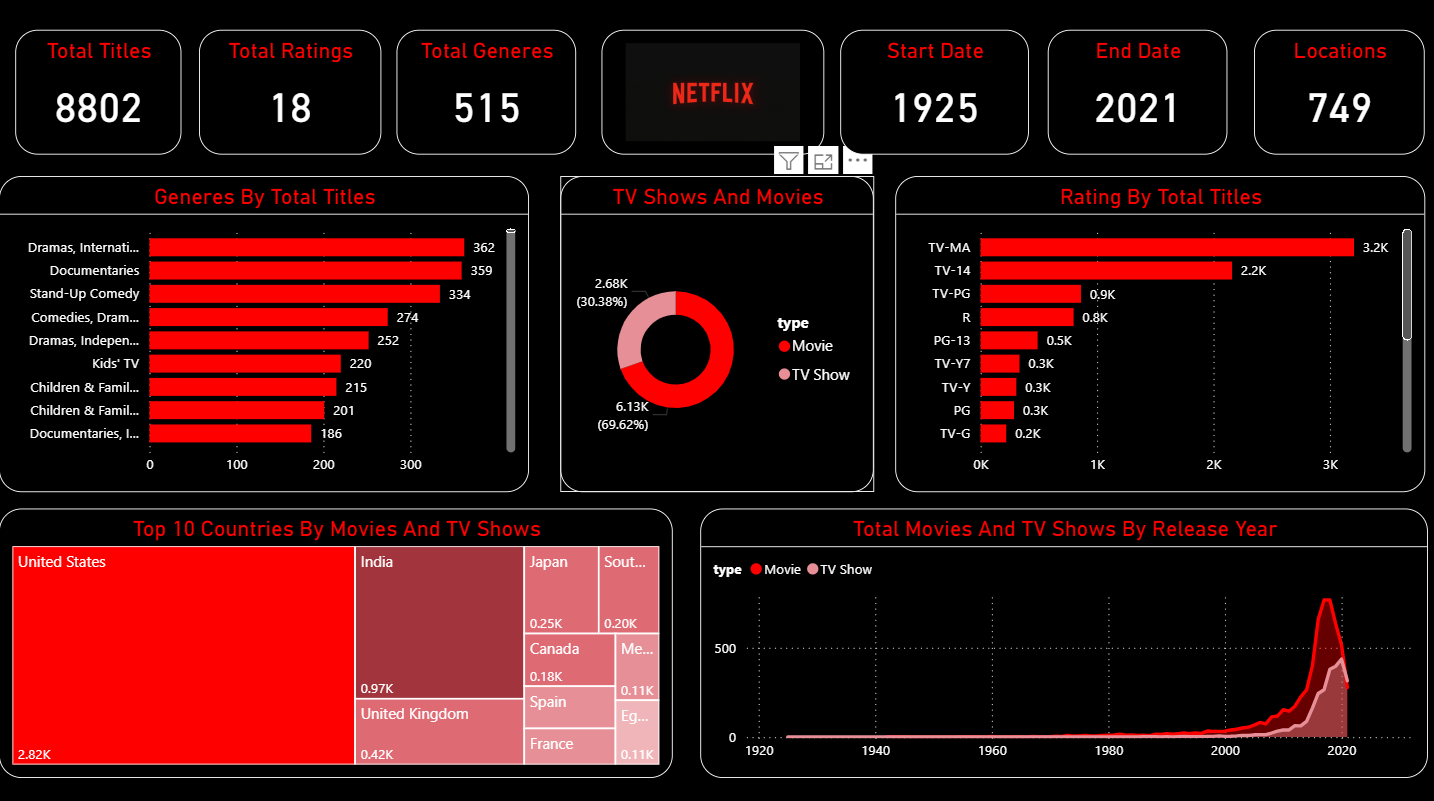 Total Titles
8802
Total Ratings
18
Total Generes
515
NETFLIX
Start Date
1925
End Date
2021
Locations
749
Generes By Total Titles
Dramas, Internati... 362
Documentaries 359
Stand-Up Comedy 334
Comedies, Dram... 274
Dramas, Indepen... 252
Kids' TV 220
Children & Famil... 215
Children & Famil... 201
Documentaries, I... 186
0 100 200 300
TV Shows And Movies
2.68K
(30.38%)
6.13K
(69.62%)
type
Movie
TV Show
Rating By Total Titles
TV-MA 3.2K
TV-14 2.2K
TV-PG 0.9K
R 0.8K
PG-13 0.5K
TV-Y7 0.3K
TV-Y 0.3K
PG 0.3K
TV-G 0.2K
0K 1K 2K 3K
Top 10 Countries By Movies And TV Shows
United States
2.82K
India
0.97K
United Kingdom
0.42K
Japan
0.25K
Sout...
0.20K
Canada
0.18K
Me...
0.11K
Spain
France
Eg...
0.11K
Total Movies And TV Shows By Release Year
type Movie TV Show
500
0
1920 1940 1960 1980 2000 2020